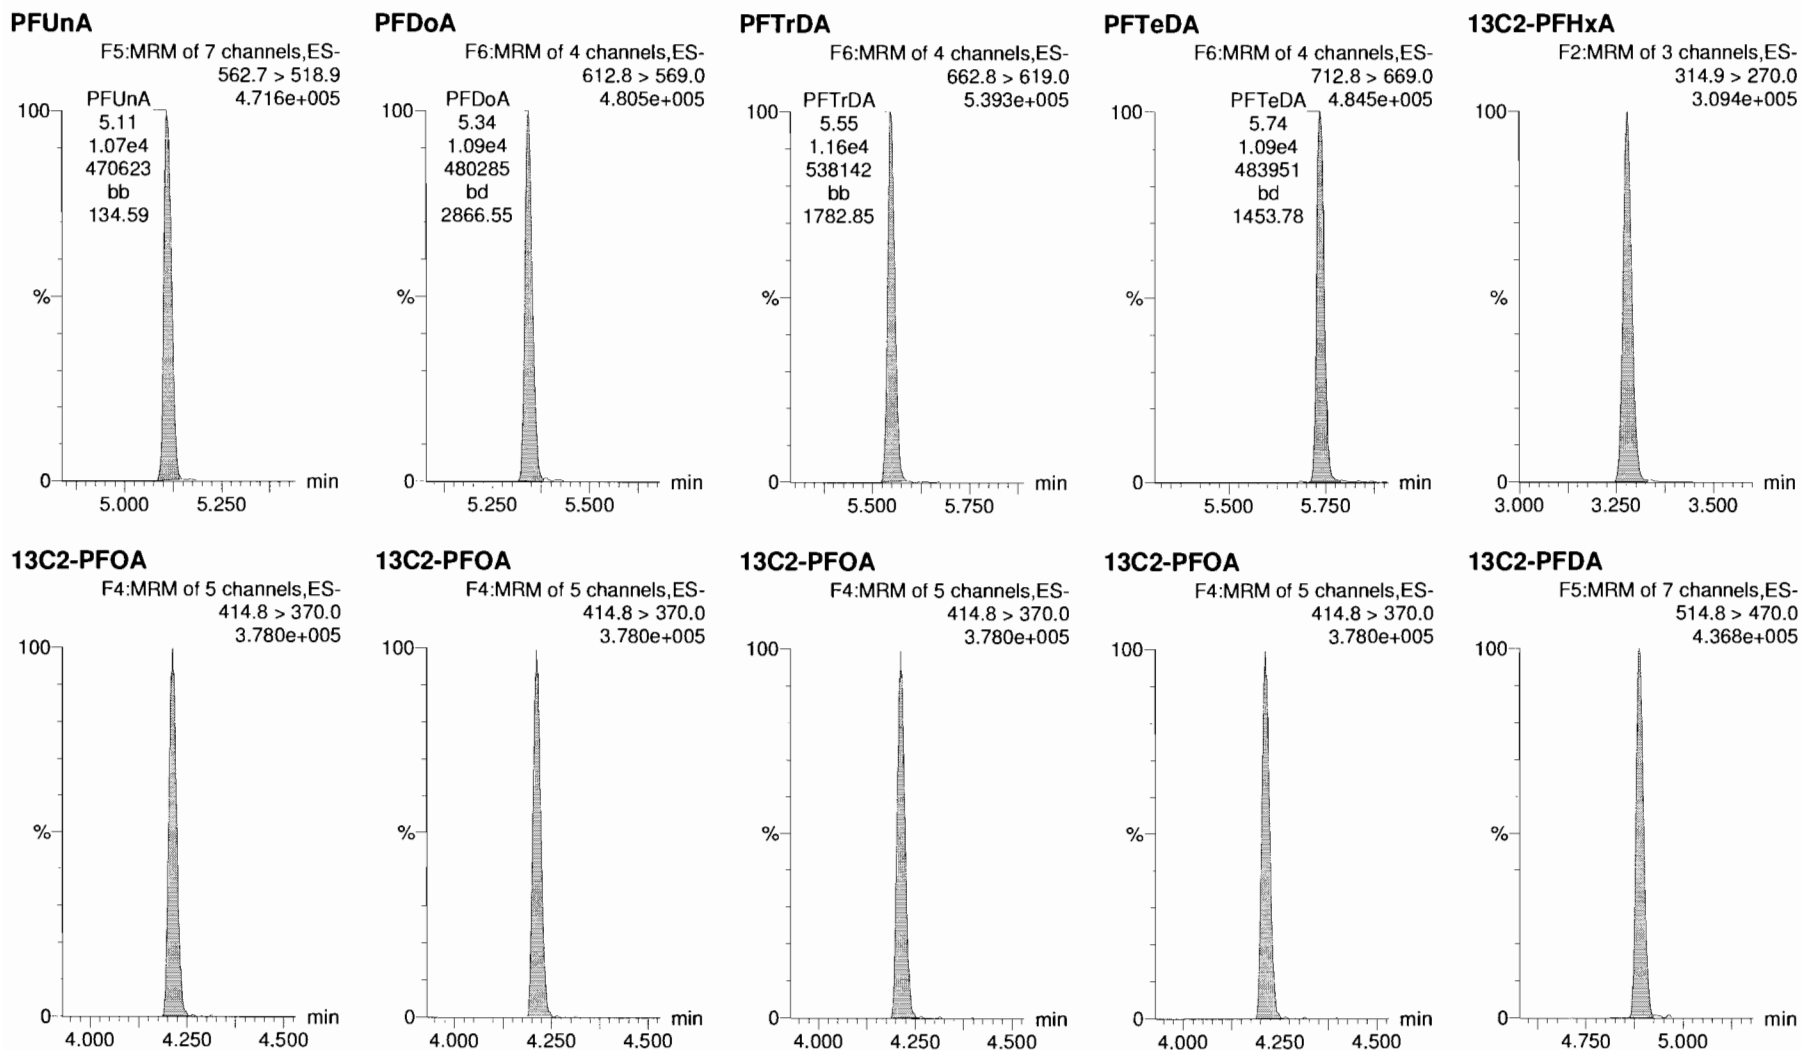 PFUnA
F5:MRM of 7 channels,ES-
562.7 > 518.9
4.716e+005
PFUnA
5.11
1.07e4
470623
bb
134.59
100
%
0
5.000
5.250
min
PFDoA
F6:MRM of 4 channels,ES-
612.8 > 569.0
4.805e+005
PFDoA
5.34
1.09e4
480285
bd
2866.55
100
%
0
5.250
5.500
min
PFTrDA
F6:MRM of 4 channels,ES-
662.8 > 619.0
5.393e+005
PFTrDA
5.55
1.16e4
538142
bb
1782.85
100
%
0
5.500
5.750
min
PFTeDA
F6:MRM of 4 channels,ES-
712.8 > 669.0
4.845e+005
PFTeDA
5.74
1.09e4
483951
bd
1453.78
100
%
0
5.500
5.750
min
13C2-PFHxA
F2:MRM of 3 channels,ES-
314.9 > 270.0
3.094e+005
100
%
0
3.000
3.250
3.500
min
13C2-PFOA
F4:MRM of 5 channels,ES-
414.8 > 370.0
3.780e+005
100
%
0
4.000
4.250
4.500
min
13C2-PFOA
F4:MRM of 5 channels,ES-
414.8 > 370.0
3.780e+005
100
%
0
4.000
4.250
4.500
min
13C2-PFOA
F4:MRM of 5 channels,ES-
414.8 > 370.0
3.780e+005
100
%
0
4.000
4.250
4.500
min
13C2-PFOA
F4:MRM of 5 channels,ES-
414.8 > 370.0
3.780e+005
100
%
0
4.000
4.250
4.500
min
13C2-PFDA
F5:MRM of 7 channels,ES-
514.8 > 470.0
4.368e+005
100
%
0
4.750
5.000
min